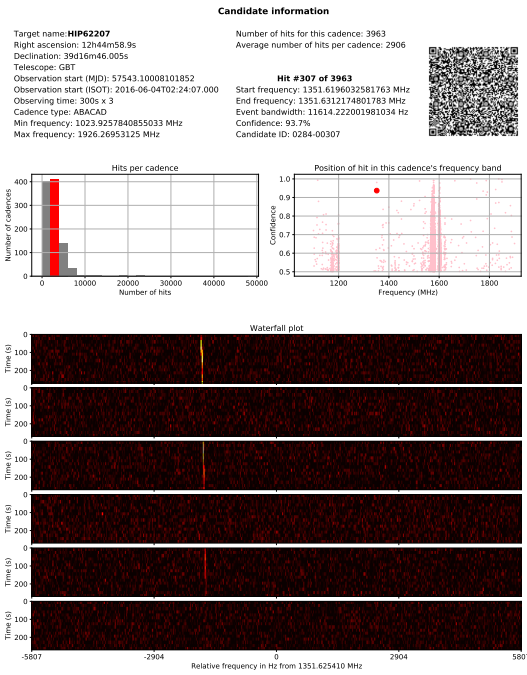 Candidate information
Target name:HIP62207
Right ascension: 12h44m58.9s
Declination: 39d16m46.005s
Telescope: GBT
Observation start (MJD): 57543.10008101852
Observation start (ISOT): 2016-06-04T02:24:07.000
Observing time: 300s x 3
Cadence type: ABACAD
Min frequency: 1023.9257840855033 MHz
Max frequency: 1926.26953125 MHz
Number of hits for this cadence: 3963
Average number of hits per cadence: 2906
Hit #307 of 3963
Start frequency: 1351.6196032581763 MHz
End frequency: 1351.6312174801783 MHz
Event bandwidth: 11614.222001981034 Hz
Confidence: 93.7%
Candidate ID: 0284-00307
Hits per cadence
Number of cadences
400
300
200
100
0
0 10000 20000 30000 40000 50000
Number of hits
Position of hit in this cadence's frequency band
Confidence
1.0
0.9
0.8
0.7
0.6
0.5
1200 1400 1600 1800
Frequency (MHz)
Waterfall plot
Time (s)
0
100
200
Time (s)
0
100
200
Time (s)
0
100
200
Time (s)
0
100
200
Time (s)
0
100
200
Time (s)
0
100
200
-5807 -2904 0 2904 5807
Relative frequency in Hz from 1351.625410 MHz